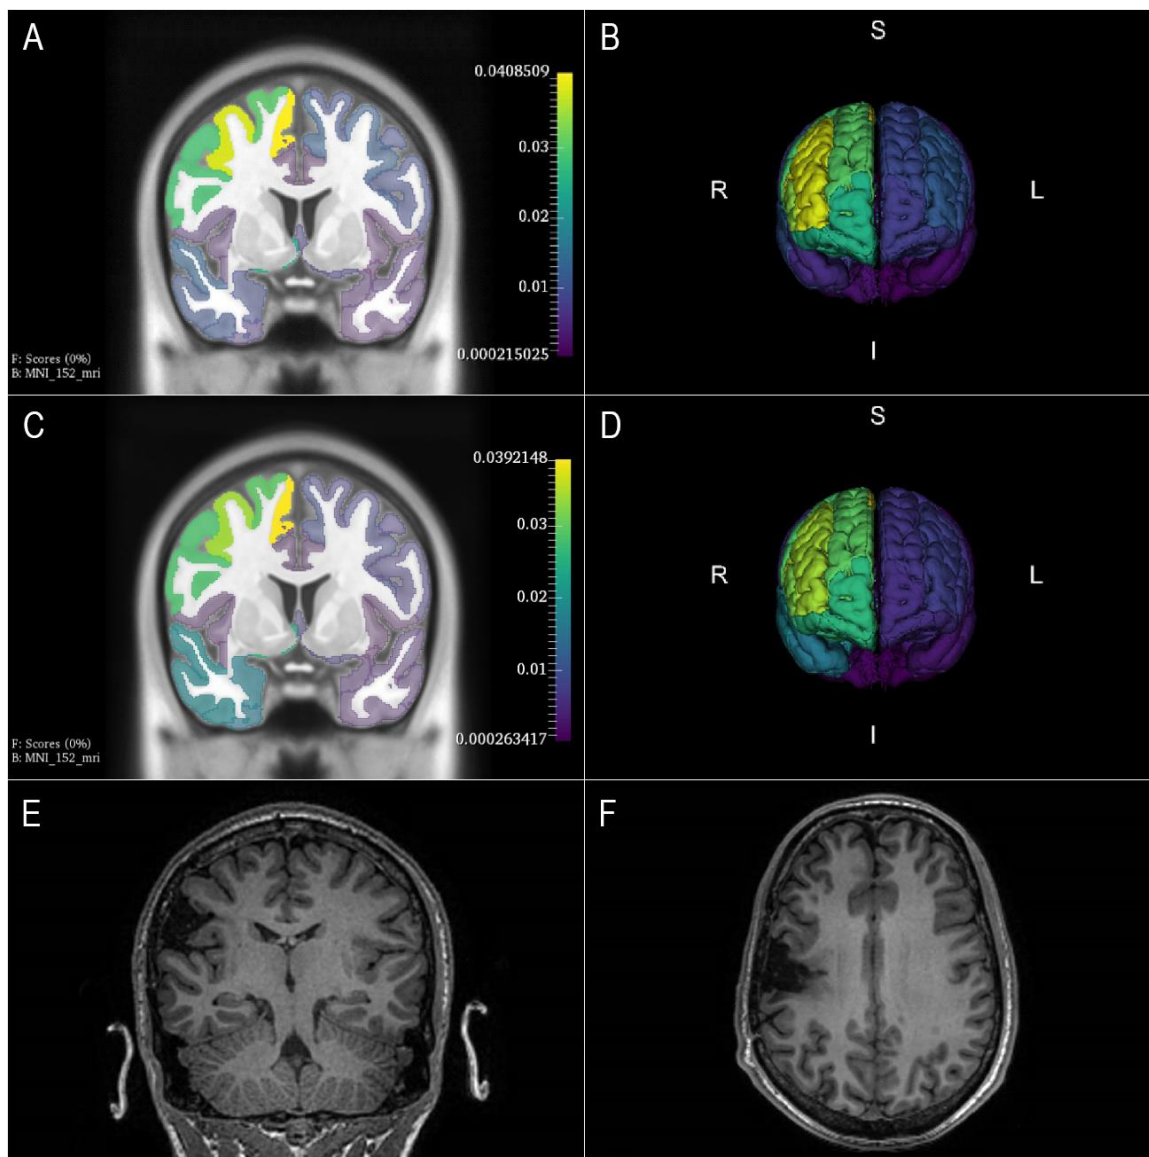 A
0.0408509
0.03
0.02
0.01
0.000215025
F: Scores (0%)
B: MNI_152_mri
B
S
R
L
I
C
0.0392148
0.03
0.02
0.01
0.000263417
F: Scores (0%)
B: MNI_152_mri
D
S
R
L
I
E
F